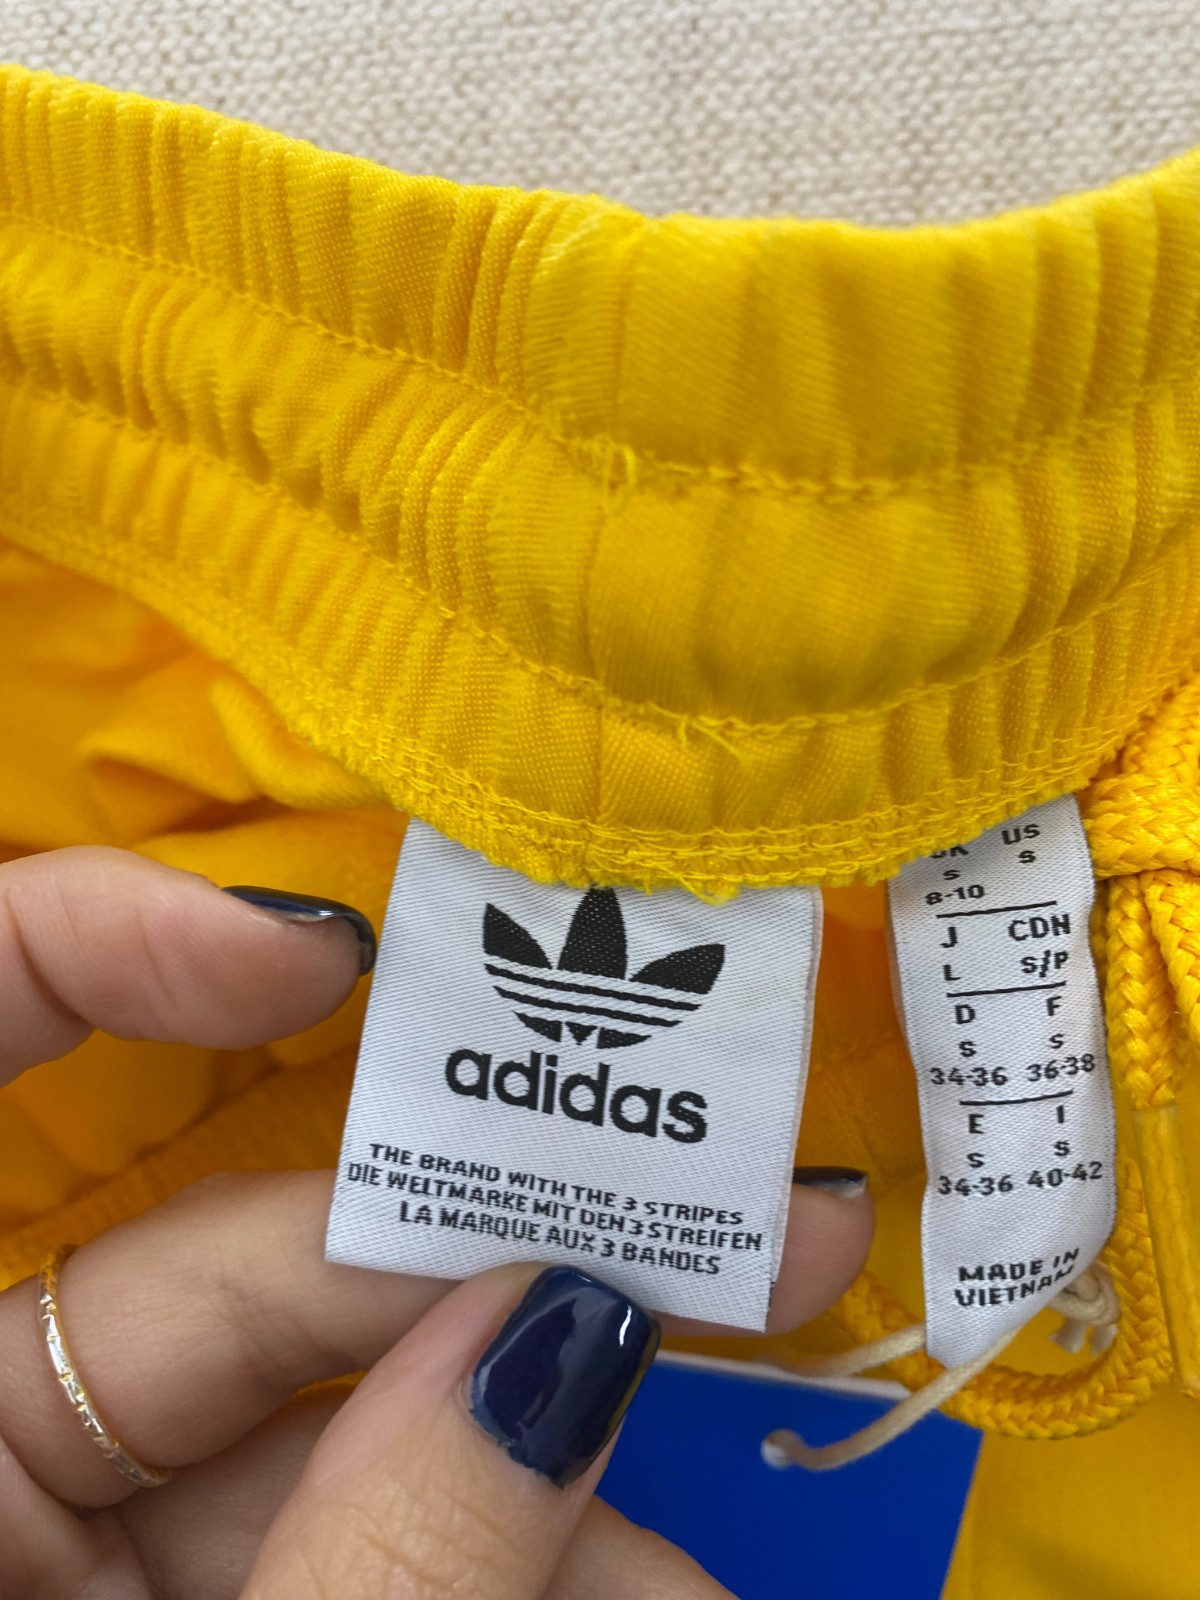 adidas
THE BRAND WITH THE 3 STRIPES
DIE WELTMARKE MIT DEN 3 STREIFEN
LA MARQUE AUX 3 BANDES
UK US
S S
8-10
J CDN
L S/P
D F
S S
34-36 36-38
E I
S S
34-36 40-42
MADE IN
VIETNAM